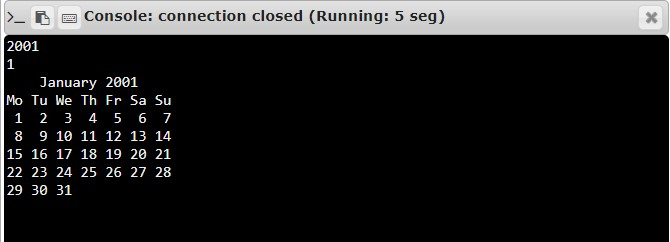 >_ Console: connection closed (Running: 5 seg)
2001
1
    January 2001
Mo Tu We Th Fr Sa Su
 1  2  3  4  5  6  7
 8  9 10 11 12 13 14
15 16 17 18 19 20 21
22 23 24 25 26 27 28
29 30 31